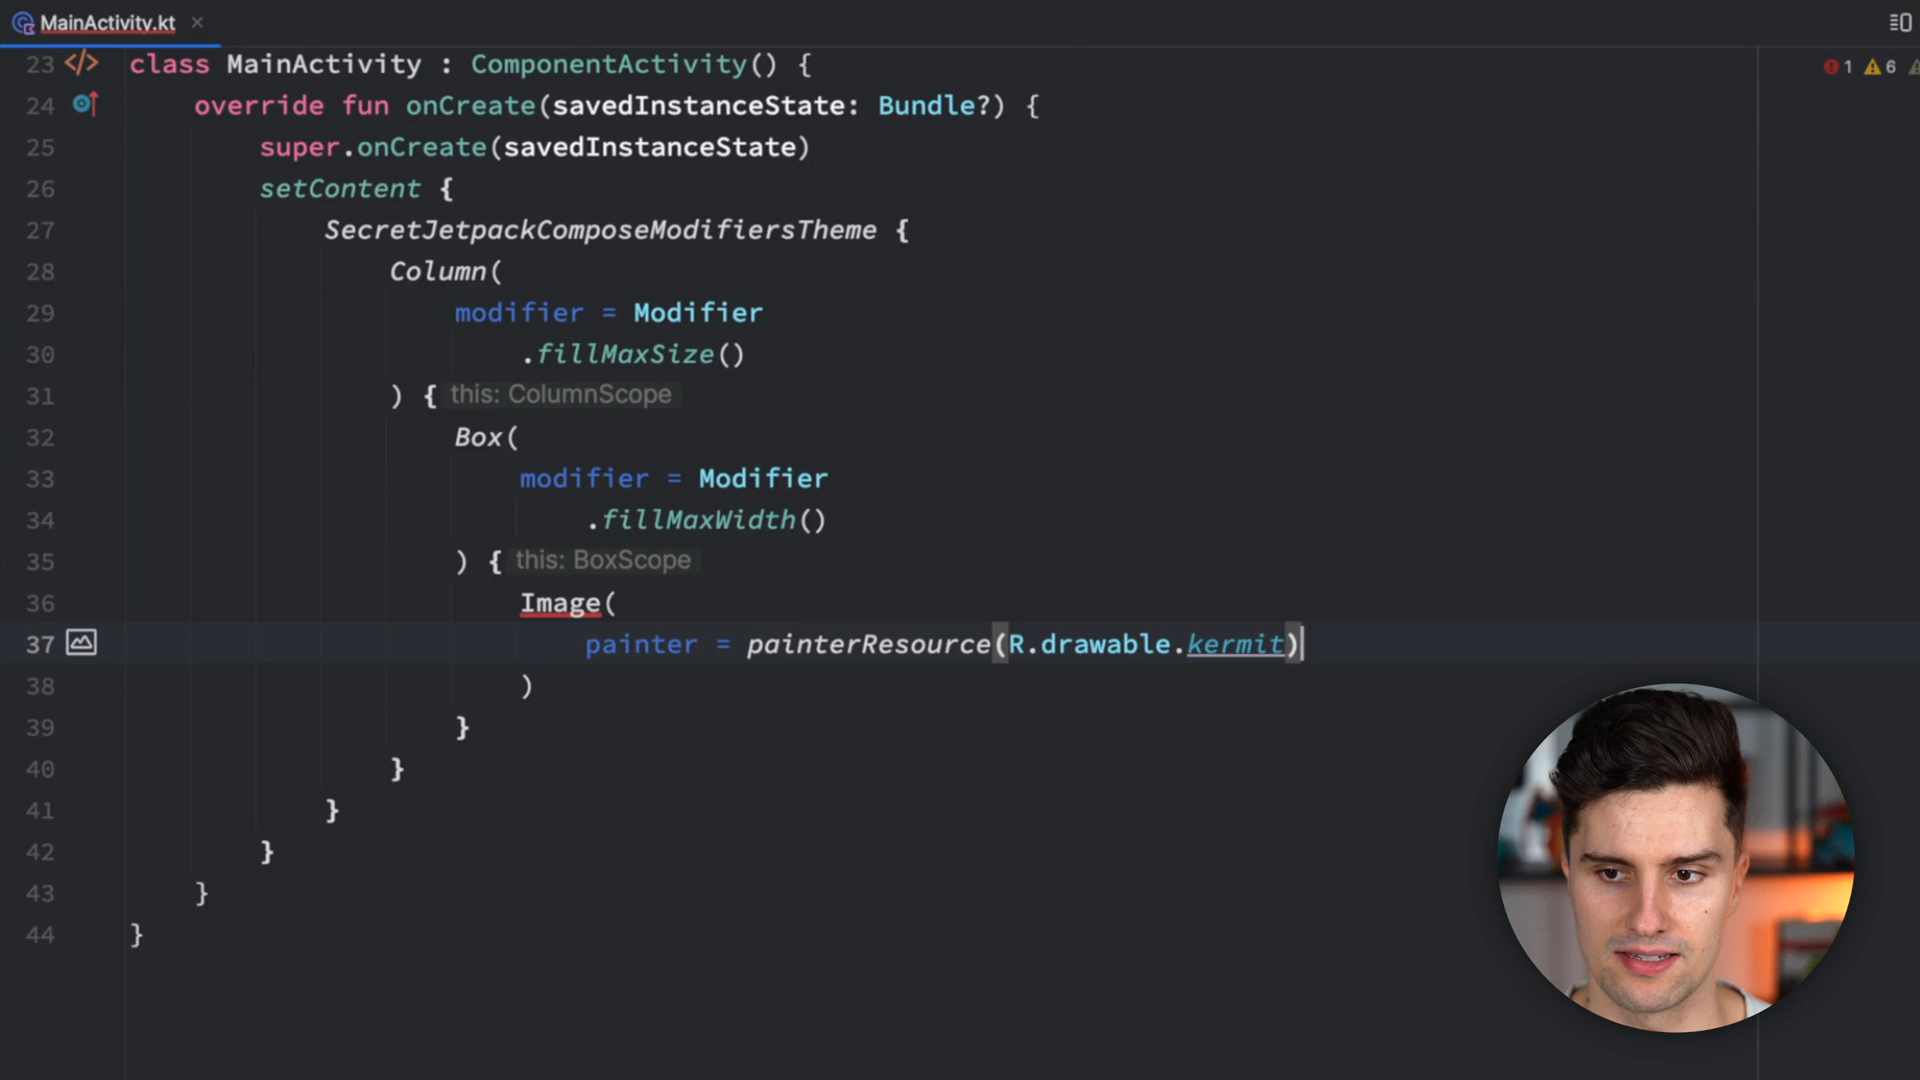 MainActivity.kt ×
1 6
23 </> class MainActivity : ComponentActivity() {
24 override fun onCreate(savedInstanceState: Bundle?) {
25 super.onCreate(savedInstanceState)
26 setContent {
27 SecretJetpackComposeModifiersTheme {
28 Column(
29 modifier = Modifier
30 .fillMaxSize()
31 ) { this: ColumnScope
32 Box(
33 modifier = Modifier
34 .fillMaxWidth()
35 ) { this: BoxScope
36 Image(
37 painter = painterResource(R.drawable.kermit)
38 )
39 }
40 }
41 }
42 }
43 }
44 }